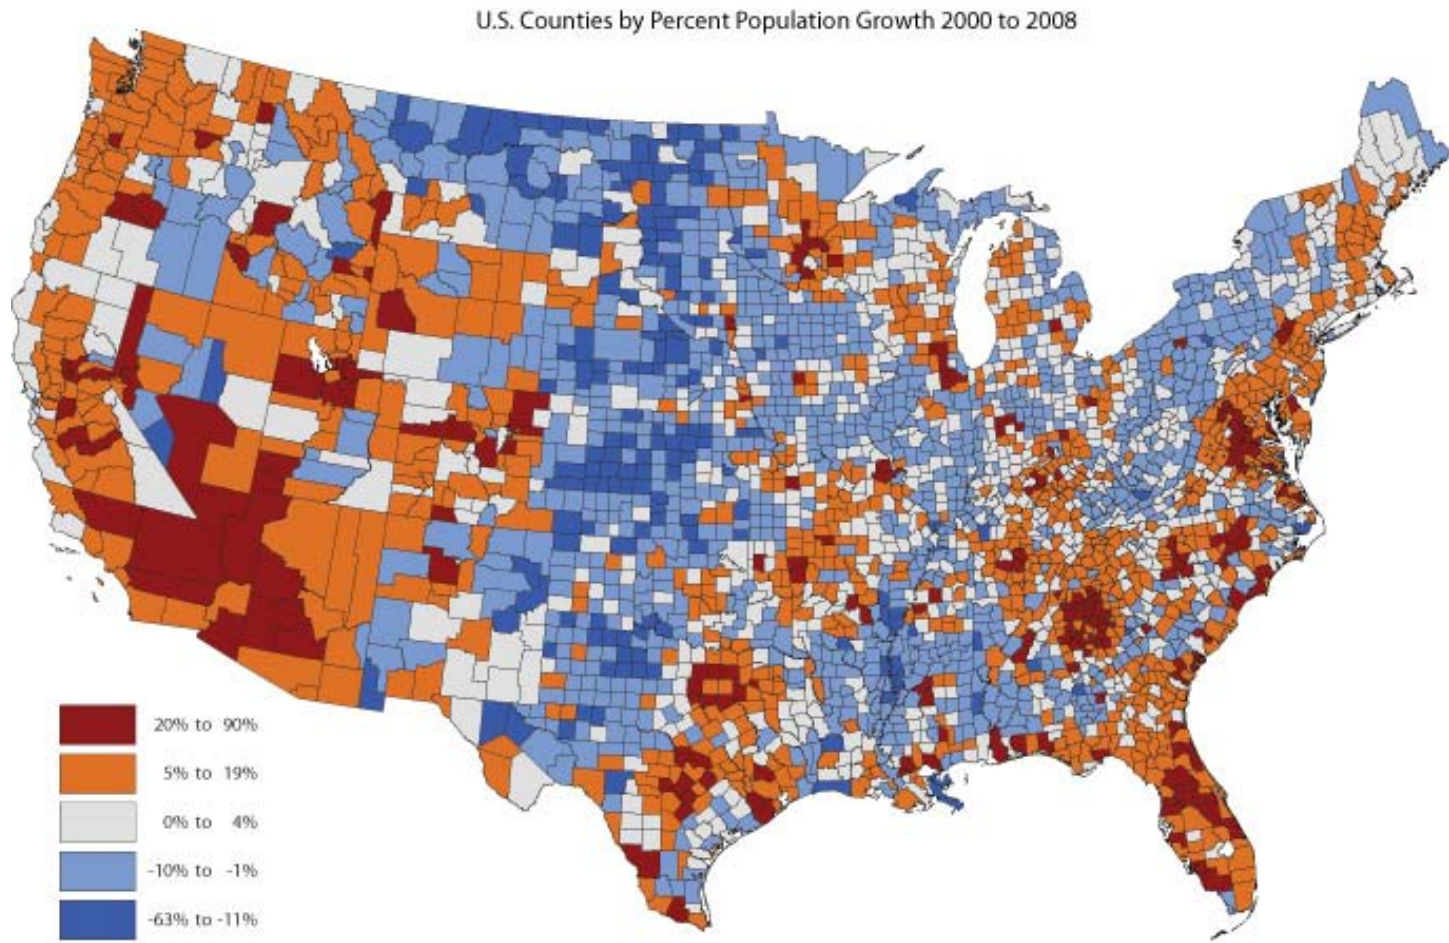 U.S. Counties by Percent Population Growth 2000 to 2008
20% to 90%
5% to 19%
0% to 4%
-10% to -1%
-63% to -11%